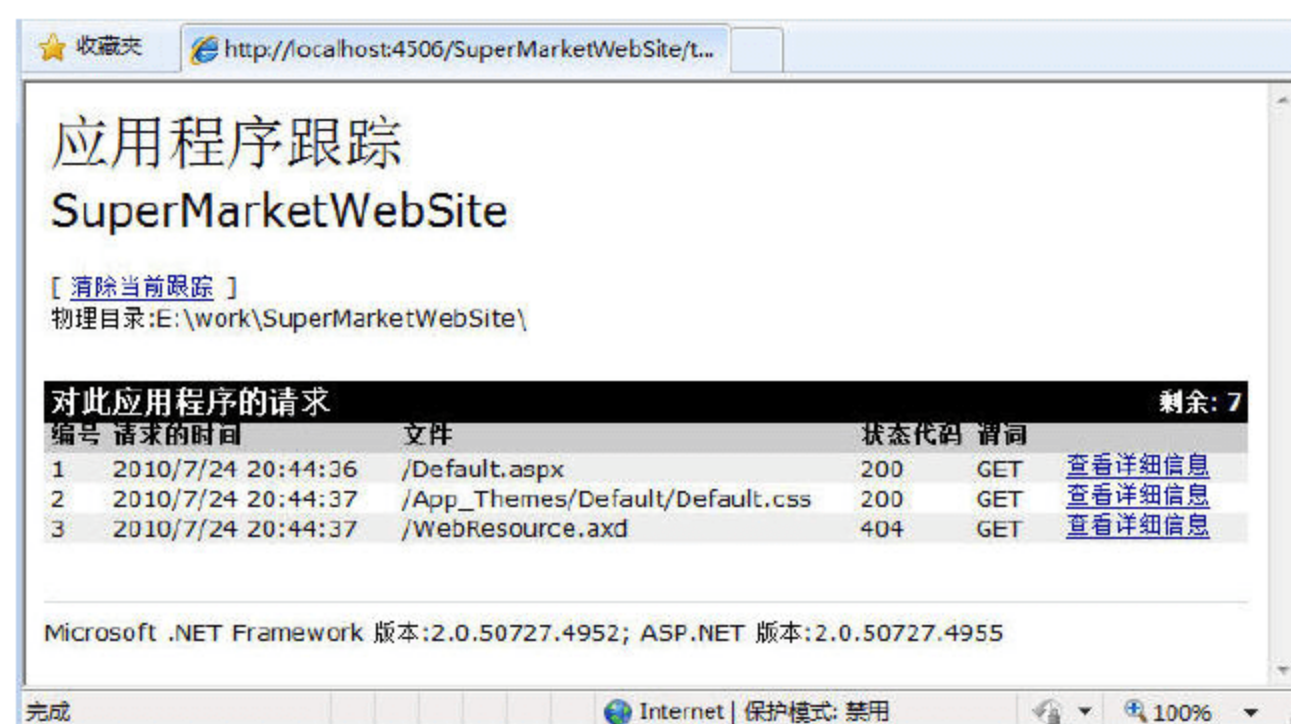 收藏夹 http://localhost:4506/SuperMarketWebSite/t...
应用程序跟踪
SuperMarketWebSite
[ 清除当前跟踪 ]
物理目录:E:\work\SuperMarketWebSite\
对此应用程序的请求 剩余: 7
编号 请求的时间 文件 状态代码 谓词
1 2010/7/24 20:44:36 /Default.aspx 200 GET 查看详细信息
2 2010/7/24 20:44:37 /App_Themes/Default/Default.css 200 GET 查看详细信息
3 2010/7/24 20:44:37 /WebResource.axd 404 GET 查看详细信息
Microsoft .NET Framework 版本:2.0.50727.4952; ASP.NET 版本:2.0.50727.4955
完成 Internet | 保护模式: 禁用 100%